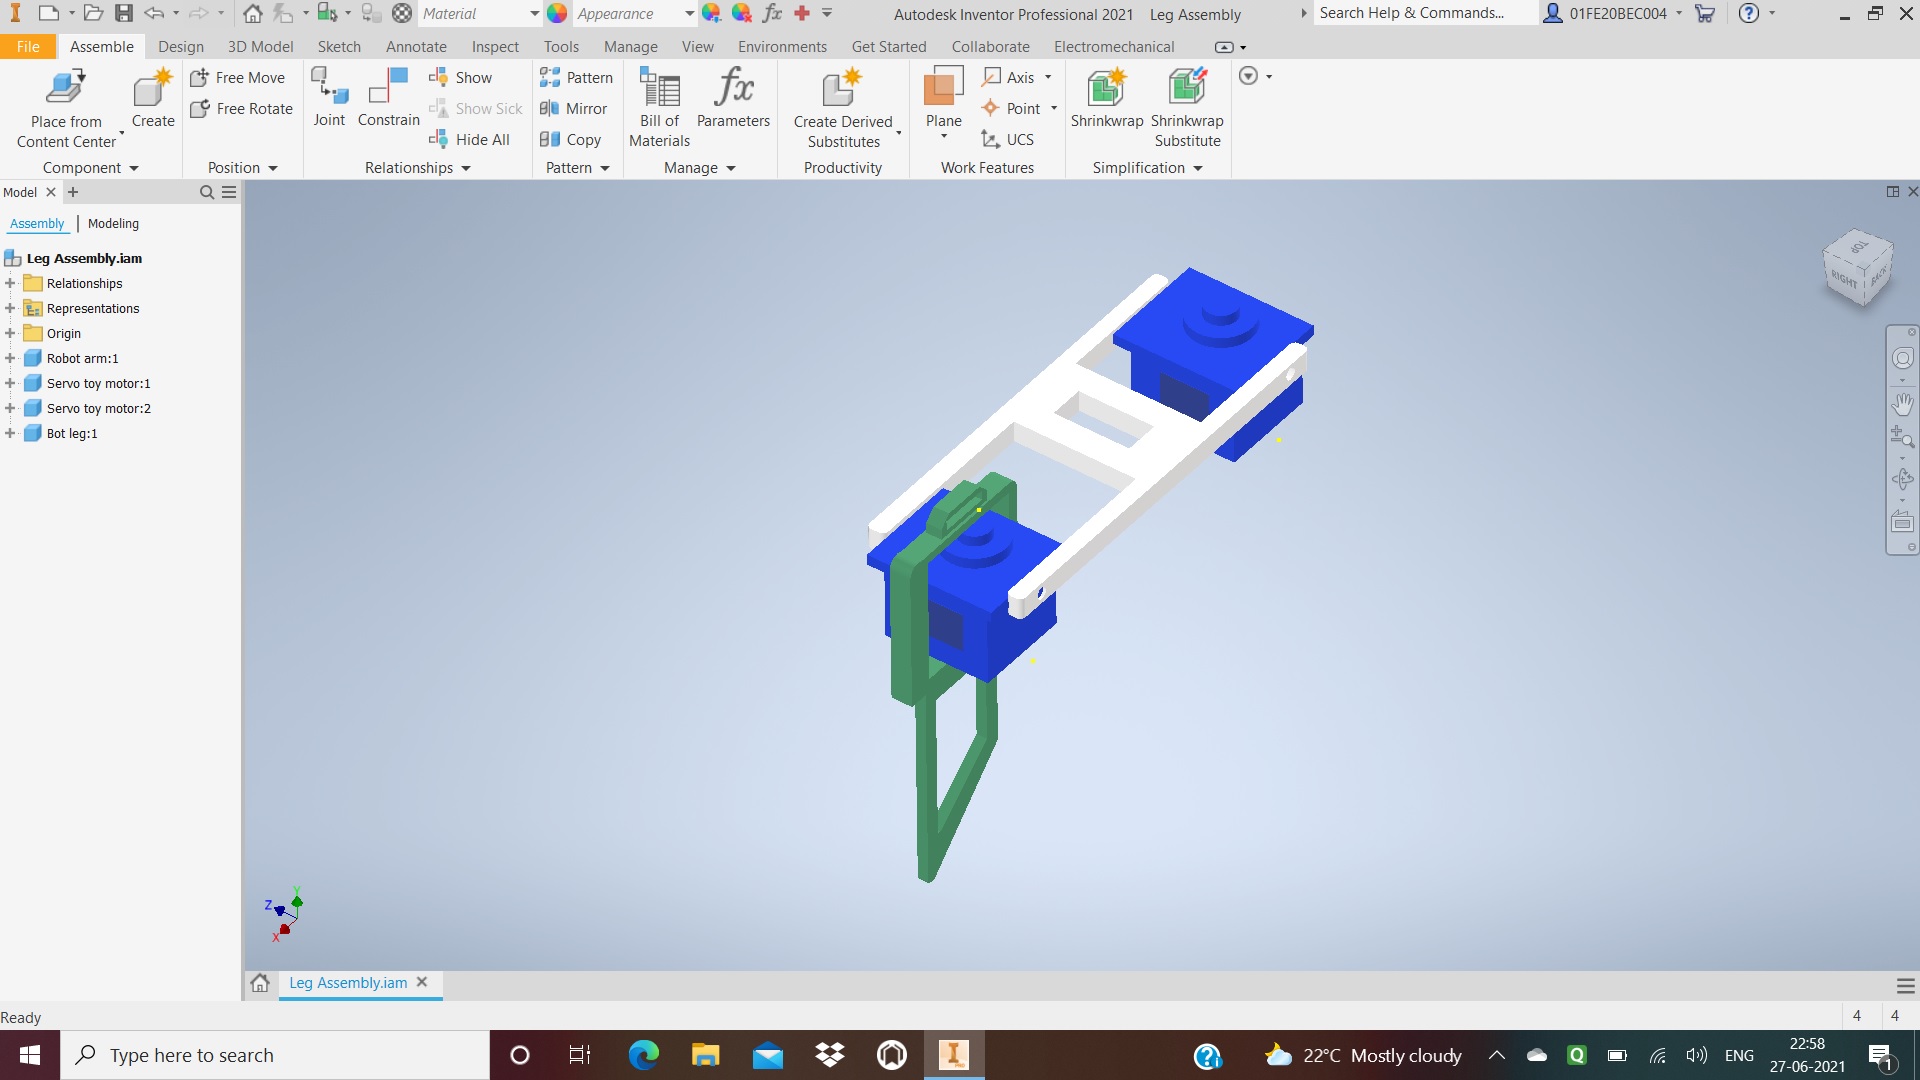 Material
Appearance
Autodesk Inventor Professional 2021 Leg Assembly
Search Help & Commands...
01FE20BEC004
File
Assemble
Design
3D Model
Sketch
Annotate
Inspect
Tools
Manage
View
Environments
Get Started
Collaborate
Electromechanical
Place from
Content Center
Create
Component
Free Move
Free Rotate
Position
Joint
Constrain
Show
Show Sick
Hide All
Relationships
Pattern
Mirror
Copy
Pattern
Bill of
Materials
Parameters
Manage
Create Derived
Substitutes
Productivity
Plane
Axis
Point
UCS
Work Features
Shrinkwrap
Shrinkwrap
Substitute
Simplification
Model
Assembly
Modeling
Leg Assembly.iam
Relationships
Representations
Origin
Robot arm:1
Servo toy motor:1
Servo toy motor:2
Bot leg:1
TOP
RIGHT
BACK
Y
Z
X
Leg Assembly.iam
Ready
4 4
Type here to search
22°C Mostly cloudy
ENG
22:58
27-06-2021
1